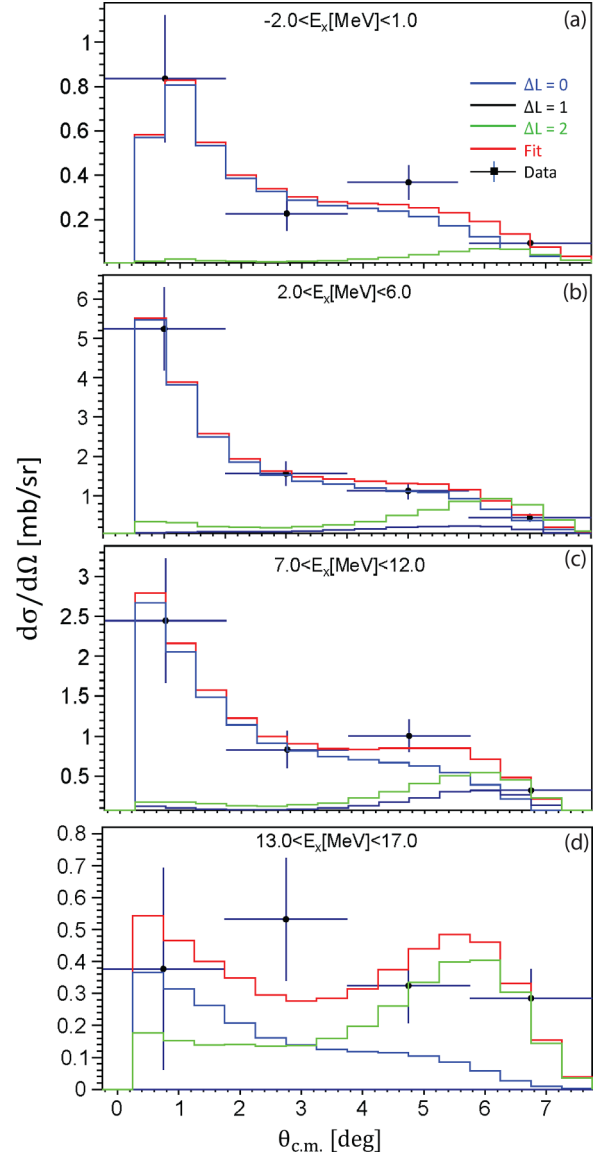 -2.0<Eₓ[MeV]<1.0
(a)
1
0.8
0.6
0.4
0.2
ΔL = 0
ΔL = 1
ΔL = 2
Fit
Data
2.0<Eₓ[MeV]<6.0
(b)
6
5
4
3
2
1
dσ/dΩ [mb/sr]
7.0<Eₓ[MeV]<12.0
(c)
3
2.5
2
1.5
1
0.5
13.0<Eₓ[MeV]<17.0
(d)
0.8
0.7
0.6
0.5
0.4
0.3
0.2
0.1
0
0 1 2 3 4 5 6 7
θc.m. [deg]